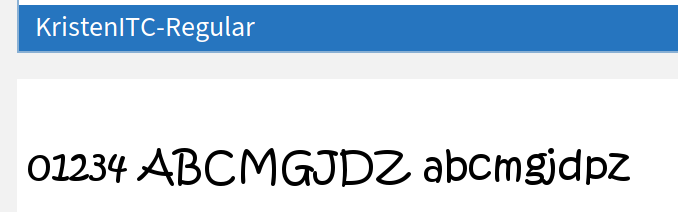 KristenITC-Regular
01234 ABCMGJDZ abcmgjdpz